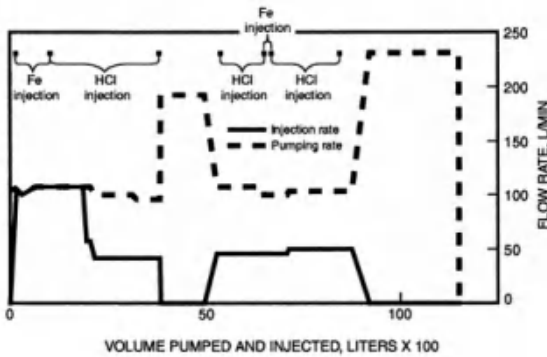 Fe
injection
250
Fe
injection
HCl
injection
HCl
injection
HCl
injection
200
Injection rate
Pumping rate
150
100
50
0
FLOW RATE, L/MIN
0
50
100
VOLUME PUMPED AND INJECTED, LITERS X 100